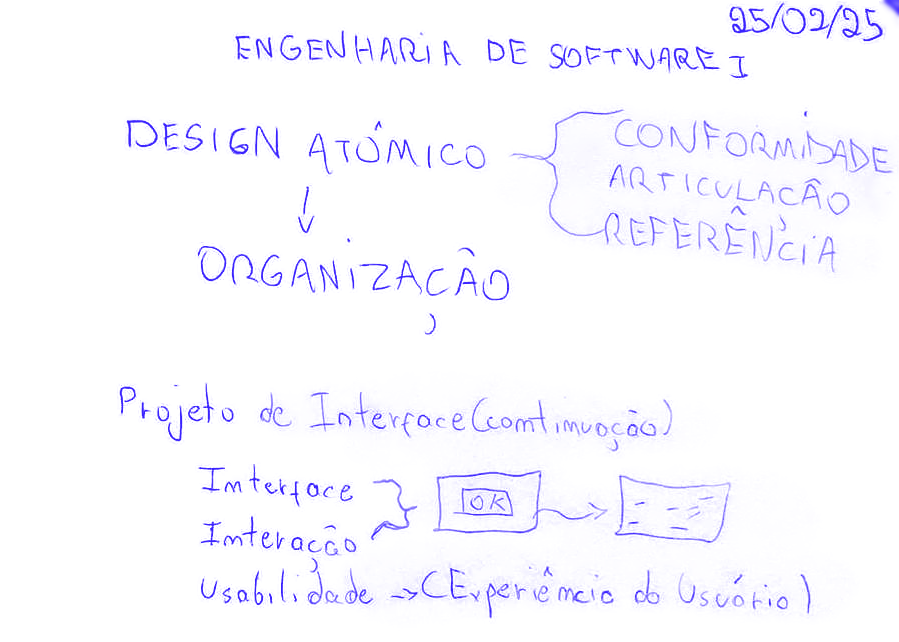 25/02/25
ENGENHARIA DE SOFTWARE I
DESIGN ATÔMICO
CONFORMIDADE
ARTICULAÇÃO
REFERÊNCIA
↓
ORGANIZAÇÃO
Projeto de Interface (continuação)
Interface
Interação
OK
Usabilidade → (Experiência do Usuário)